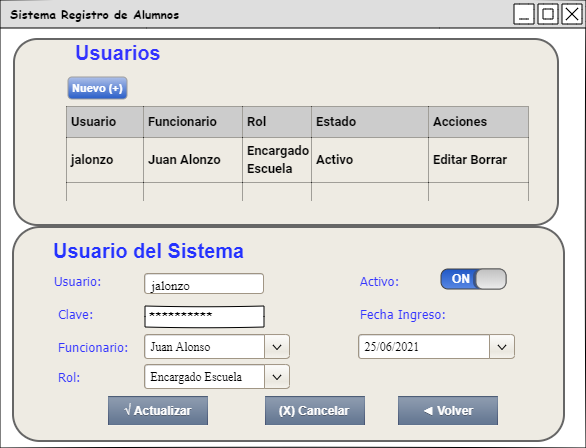 Sistema Registro de Alumnos
Usuarios
Nuevo (+)
Usuario Funcionario Rol Estado Acciones
jalonzo Juan Alonzo Encargado Escuela Activo Editar Borrar
Usuario del Sistema
Usuario: jalonzo Activo: ON
Clave: ********** Fecha Ingreso:
Funcionario: Juan Alonso 25/06/2021
Rol: Encargado Escuela
√ Actualizar (X) Cancelar ◄ Volver